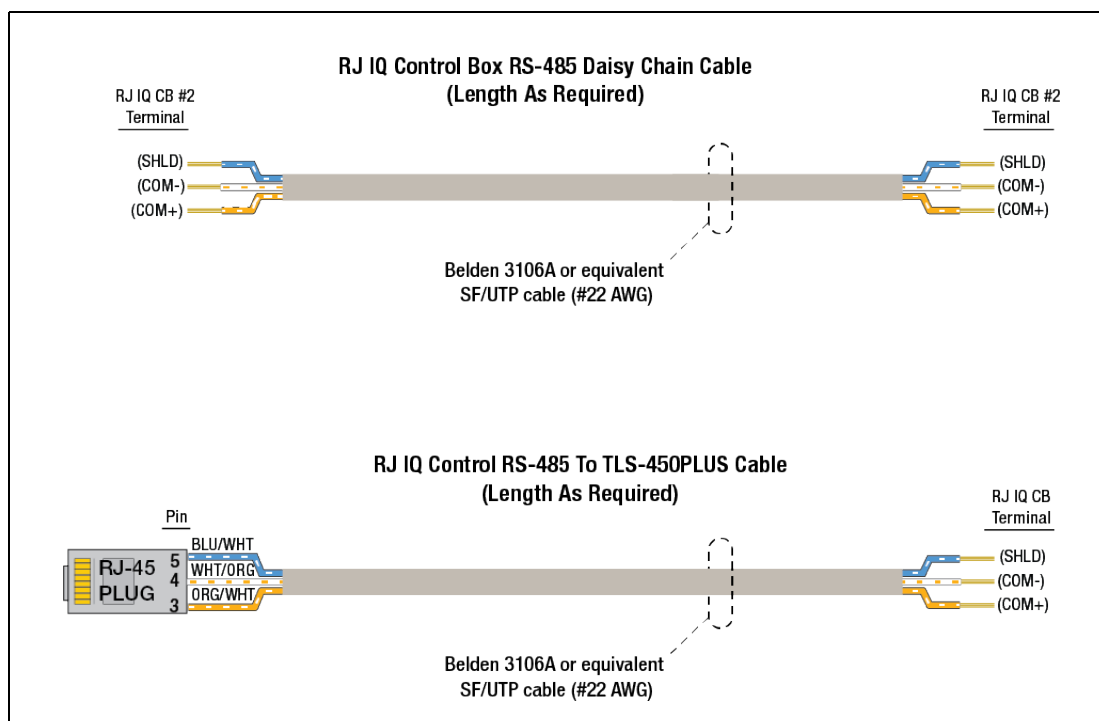 RJ IQ Control Box RS-485 Daisy Chain Cable
(Length As Required)
RJ IQ CB #2
Terminal
RJ IQ CB #2
Terminal
(SHLD)
(COM-)
(COM+)
(SHLD)
(COM-)
(COM+)
Belden 3106A or equivalent
SF/UTP cable (#22 AWG)
RJ IQ Control RS-485 To TLS-450PLUS Cable
(Length As Required)
RJ IQ CB
Terminal
Pin
BLU/WHT
5
WHT/ORG
4
ORG/WHT
3
RJ-45
PLUG
(SHLD)
(COM-)
(COM+)
Belden 3106A or equivalent
SF/UTP cable (#22 AWG)